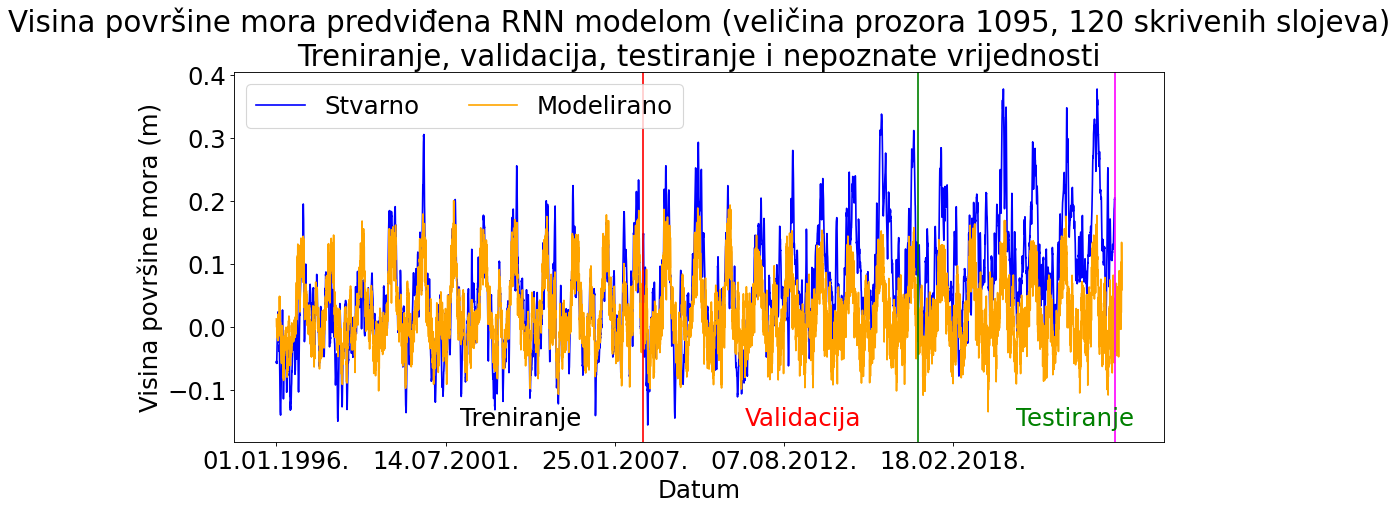 Visina površine mora predviđena RNN modelom (veličina prozora 1095, 120 skrivenih slojeva)
Treniranje, validacija, testiranje i nepoznate vrijednosti
Stvarno
Modelirano
Visina površine mora (m)
0.4
0.3
0.2
0.1
0.0
−0.1
Treniranje
Validacija
Testiranje
01.01.1996.
14.07.2001.
25.01.2007.
07.08.2012.
18.02.2018.
Datum